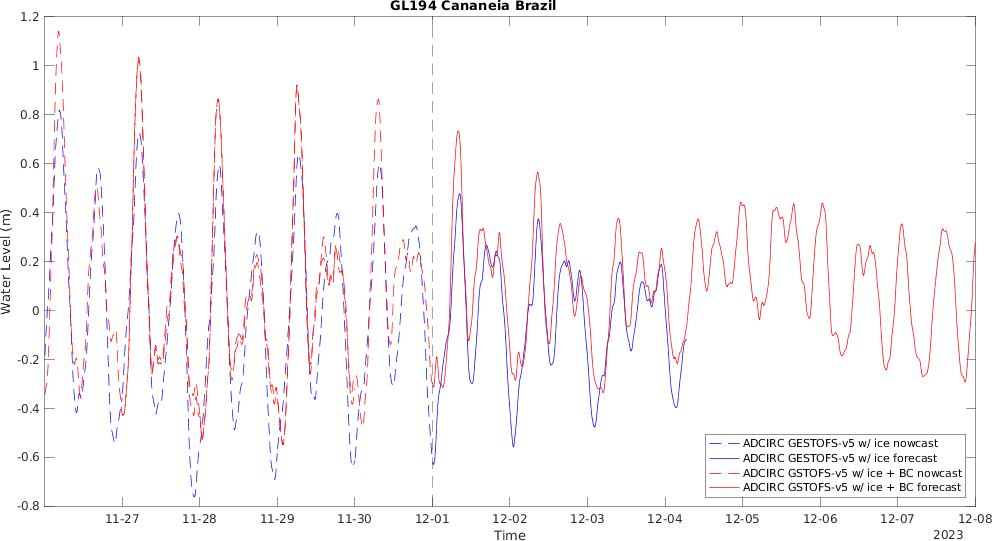 GL194 Cananeia Brazil
1.2
1
0.8
0.6
0.4
0.2
0
-0.2
-0.4
-0.6
-0.8
Water Level (m)
ADCIRC GESTOFS-v5 w/ ice nowcast
ADCIRC GESTOFS-v5 w/ ice forecast
ADCIRC GSTOFS-v5 w/ ice + BC nowcast
ADCIRC GSTOFS-v5 w/ ice + BC forecast
11-27 11-28 11-29 11-30 12-01 12-02 12-03 12-04 12-05 12-06 12-07 12-08
Time
2023